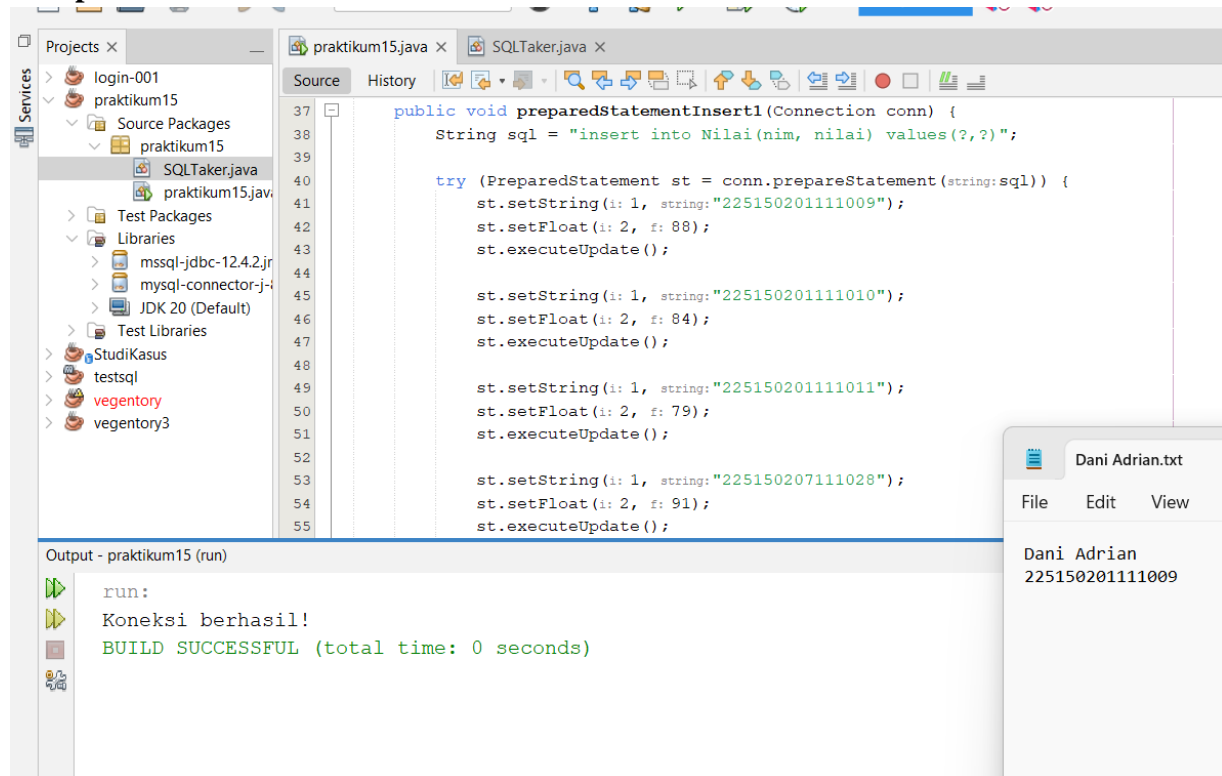 Projects
praktikum15.java
SQLTaker.java
Services
login-001
praktikum15
Source Packages
praktikum15
SQLTaker.java
praktikum15.java
Test Packages
Libraries
mssql-jdbc-12.4.2.jr
mysql-connector-j-8
JDK 20 (Default)
Test Libraries
StudiKasus
testsql
vegentory
vegentory3
Source History
37 public void preparedStatementInsert1(Connection conn) {
38 String sql = "insert into Nilai(nim, nilai) values(?,?)";
39
40 try (PreparedStatement st = conn.prepareStatement(string:sql)) {
41 st.setString(i: 1, string:"225150201111009");
42 st.setFloat(i: 2, f: 88);
43 st.executeUpdate();
44
45 st.setString(i: 1, string:"225150201111010");
46 st.setFloat(i: 2, f: 84);
47 st.executeUpdate();
48
49 st.setString(i: 1, string:"225150201111011");
50 st.setFloat(i: 2, f: 79);
51 st.executeUpdate();
52
53 st.setString(i: 1, string:"225150207111028");
54 st.setFloat(i: 2, f: 91);
55 st.executeUpdate();
Output - praktikum15 (run)
run:
Koneksi berhasil!
BUILD SUCCESSFUL (total time: 0 seconds)
Dani Adrian.txt
File Edit View
Dani Adrian
225150201111009